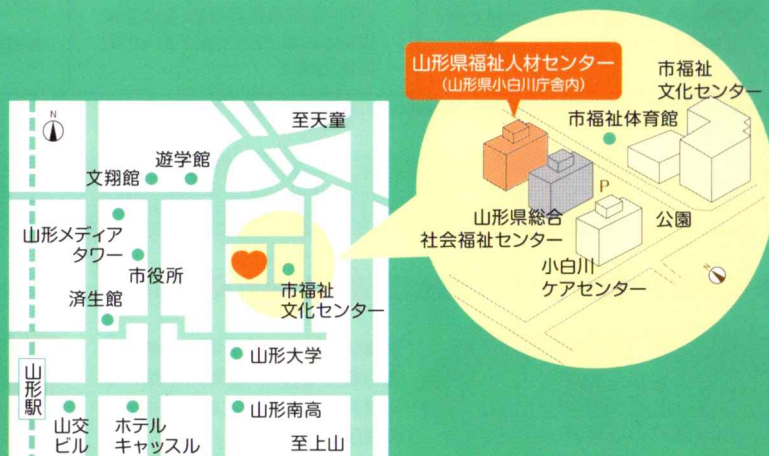 N
至天童
遊学館
文翔館
山形メディア
タワー
市役所
済生館
市福祉
文化センター
山形大学
山形駅
山交
ビル
ホテル
キャッスル
山形南高
至上山
山形県福祉人材センター
(山形県小白川庁舎内)
市福祉
文化センター
市福祉体育館
P
山形県総合
社会福祉センター
公園
小白川
ケアセンター
N